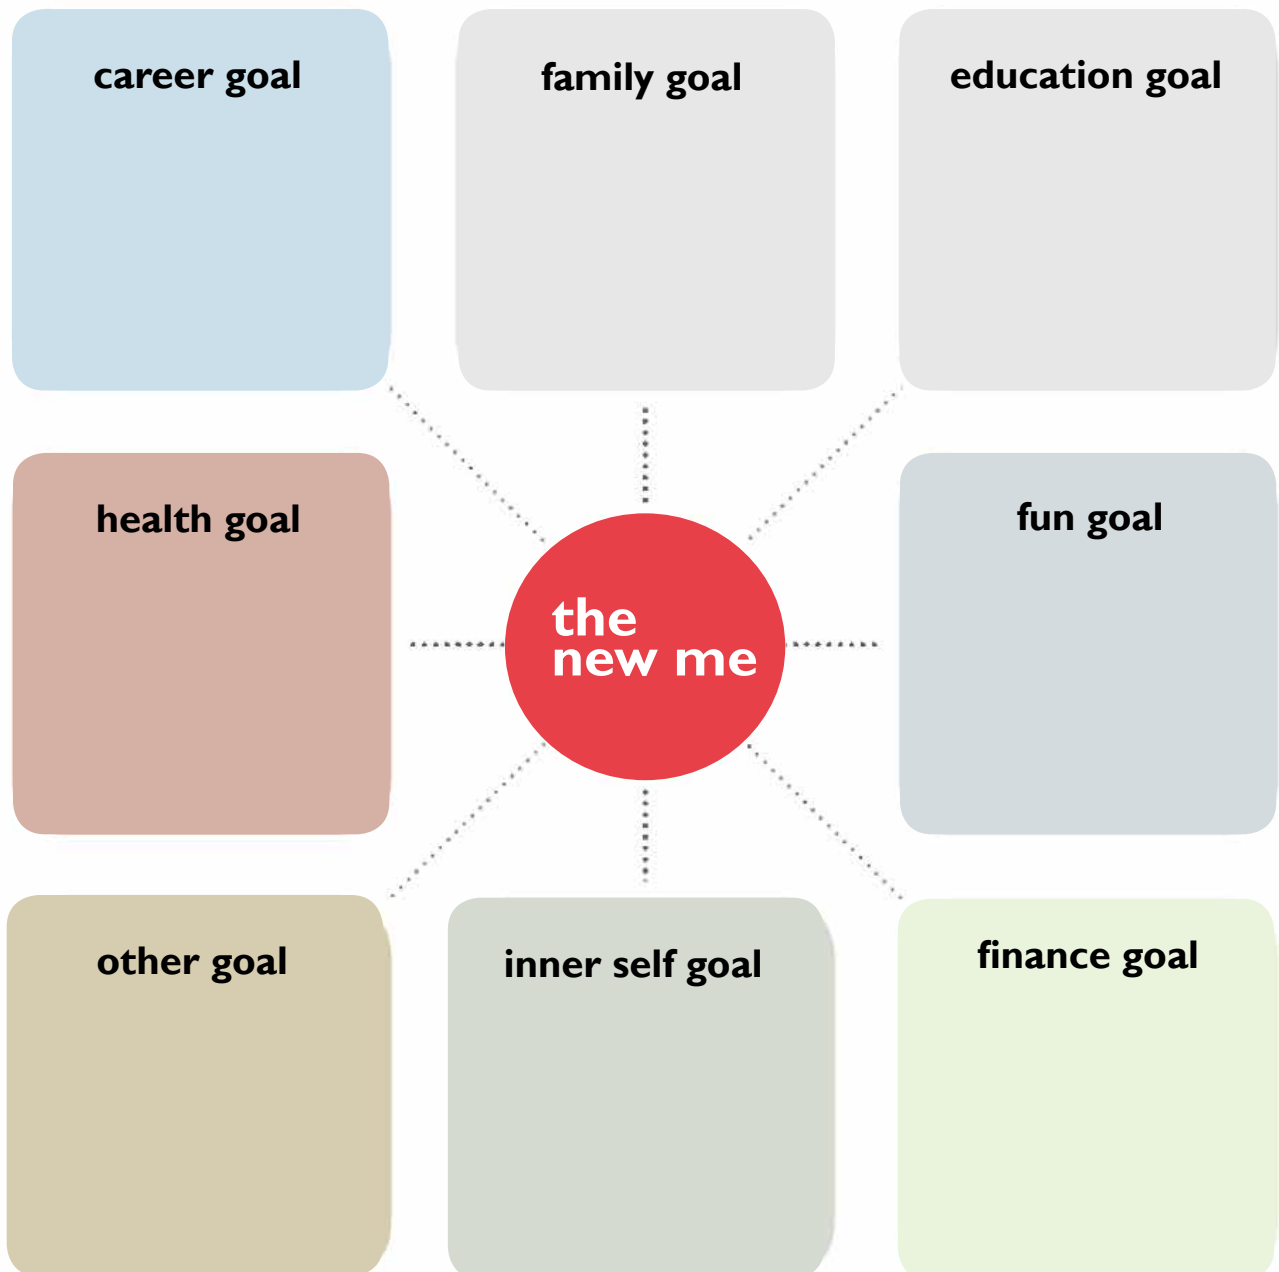 career goal
family goal
education goal
health goal
fun goal
the
new me
other goal
inner self goal
finance goal